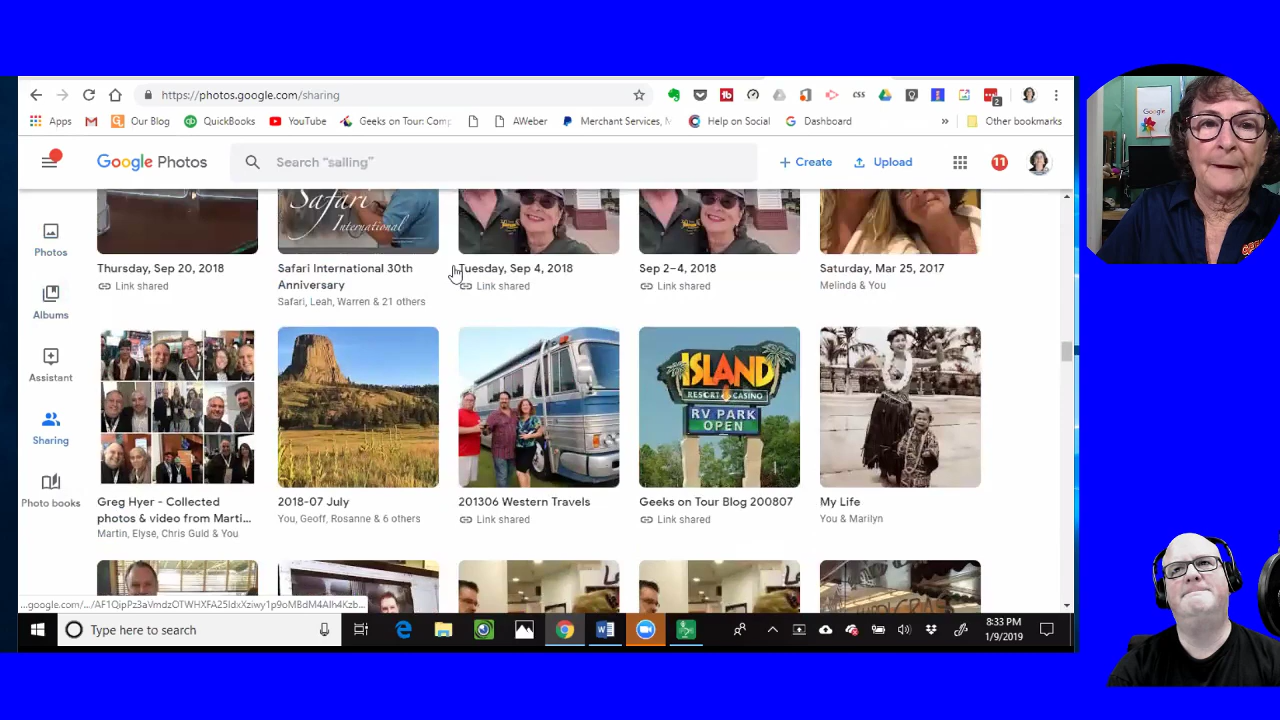 https://photos.google.com/sharing
2
Apps
Our Blog
QuickBooks
YouTube
Geeks on Tour: Com
AWeber
Merchant Services,
Help on Social
Dashboard
»
Other bookmarks
Google Photos
Search “salling”
+ Create
Upload
11
Google
Photos
Albums
Assistant
Sharing
Photo books
Safari
International
Thursday, Sep 20, 2018
Link shared
Safari International 30th
Anniversary
Safari, Leah, Warren & 21 others
Tuesday, Sep 4, 2018
Link shared
Sep 2–4, 2018
Link shared
Saturday, Mar 25, 2017
Melinda & You
ISLAND
RESORT & CASINO
RV PARK
OPEN
Greg Hyer - Collected
photos & video from Marti...
Martin, Elyse, Chris Guld & You
2018-07 July
You, Geoff, Rosanne & 6 others
201306 Western Travels
Link shared
Geeks on Tour Blog 200807
Link shared
My Life
You & Marilyn
Type here to search
8:33 PM
1/9/2019